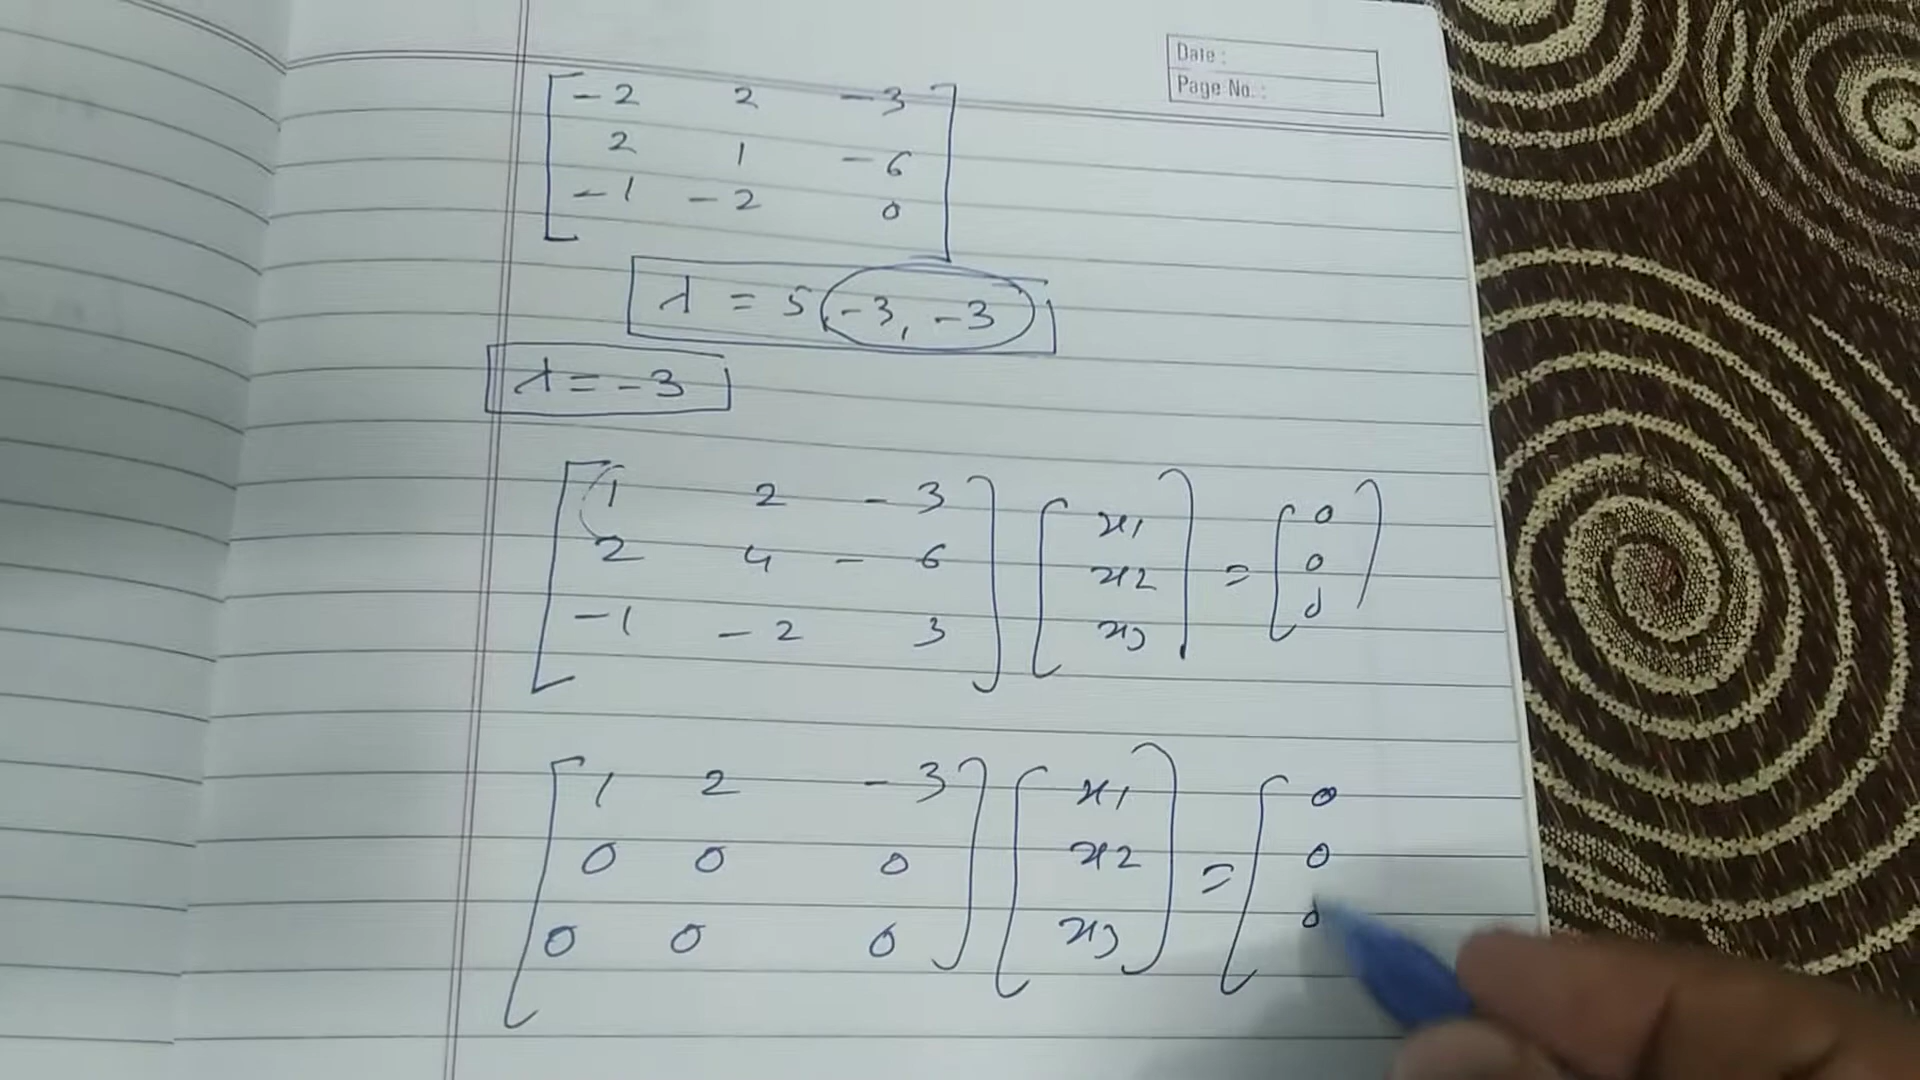 Date :
Page No. :
-2 2 -3
2 1 -6
-1 -2 0
λ = 5, -3, -3
λ = -3
1 2 -3 x1 0
2 4 -6 x2 = 0
-1 -2 3 x3 0
1 2 -3 x1 0
0 0 0 x2 = 0
0 0 0 x3 0